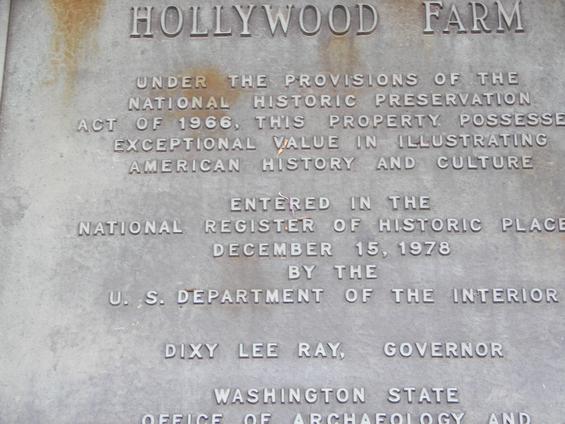 HOLLYWOOD FARM
UNDER THE PROVISIONS OF THE
NATIONAL HISTORIC PRESERVATION
ACT OF 1966, THIS PROPERTY POSSESSE
EXCEPTIONAL VALUE IN ILLUSTRATING
AMERICAN HISTORY AND CULTURE
ENTERED IN THE
NATIONAL REGISTER OF HISTORIC PLACE
DECEMBER 15, 1978
BY THE
U. S. DEPARTMENT OF THE INTERIOR
DIXY LEE RAY, GOVERNOR
WASHINGTON STATE
OFFICE OF ARCHAEOLOGY AND